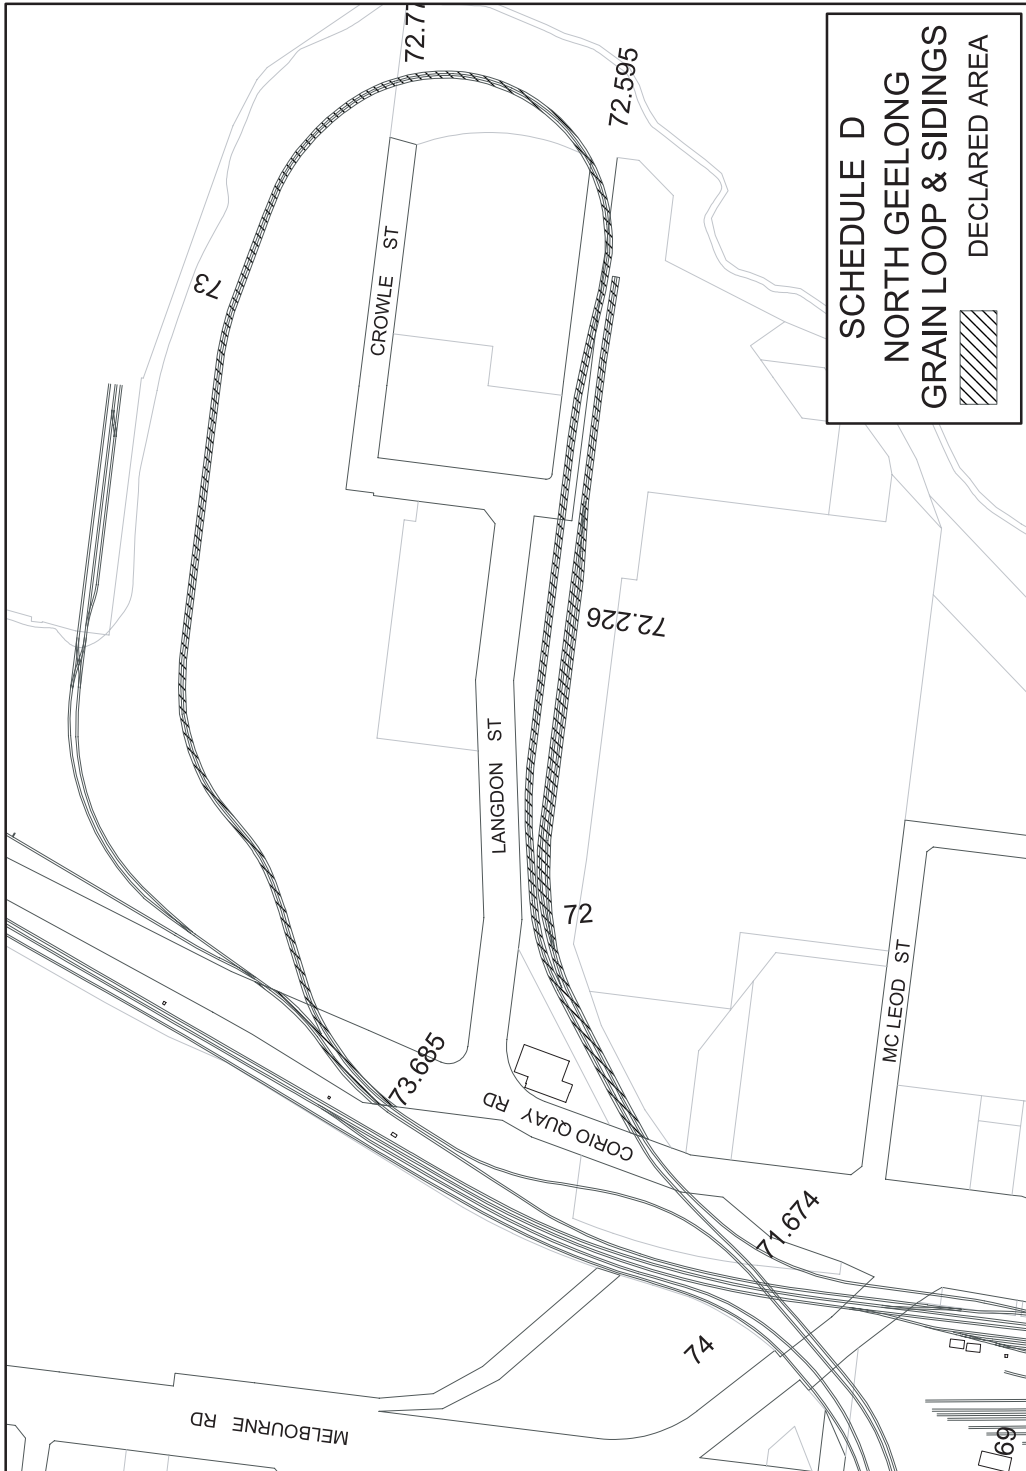 SCHEDULE D
NORTH GEELONG
GRAIN LOOP & SIDINGS
DECLARED AREA
72.595
73
CROWLE ST
72.226
LANGDON ST
72
MC LEOD ST
73.685
CORIO QUAY RD
71.674
74
MELBOURNE RD
69